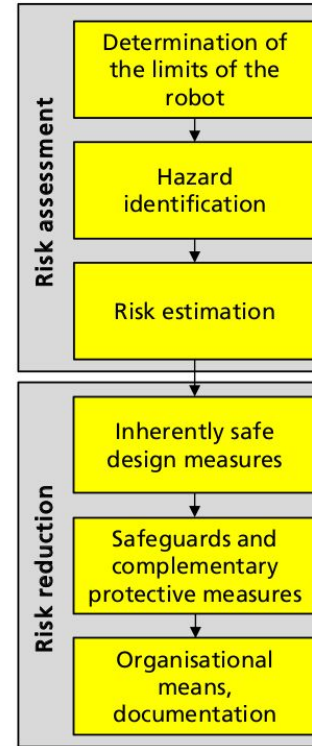 Risk assessment
Determination of
the limits of the
robot
Hazard
identification
Risk estimation
Risk reduction
Inherently safe
design measures
Safeguards and
complementary
protective measures
Organisational
means,
documentation